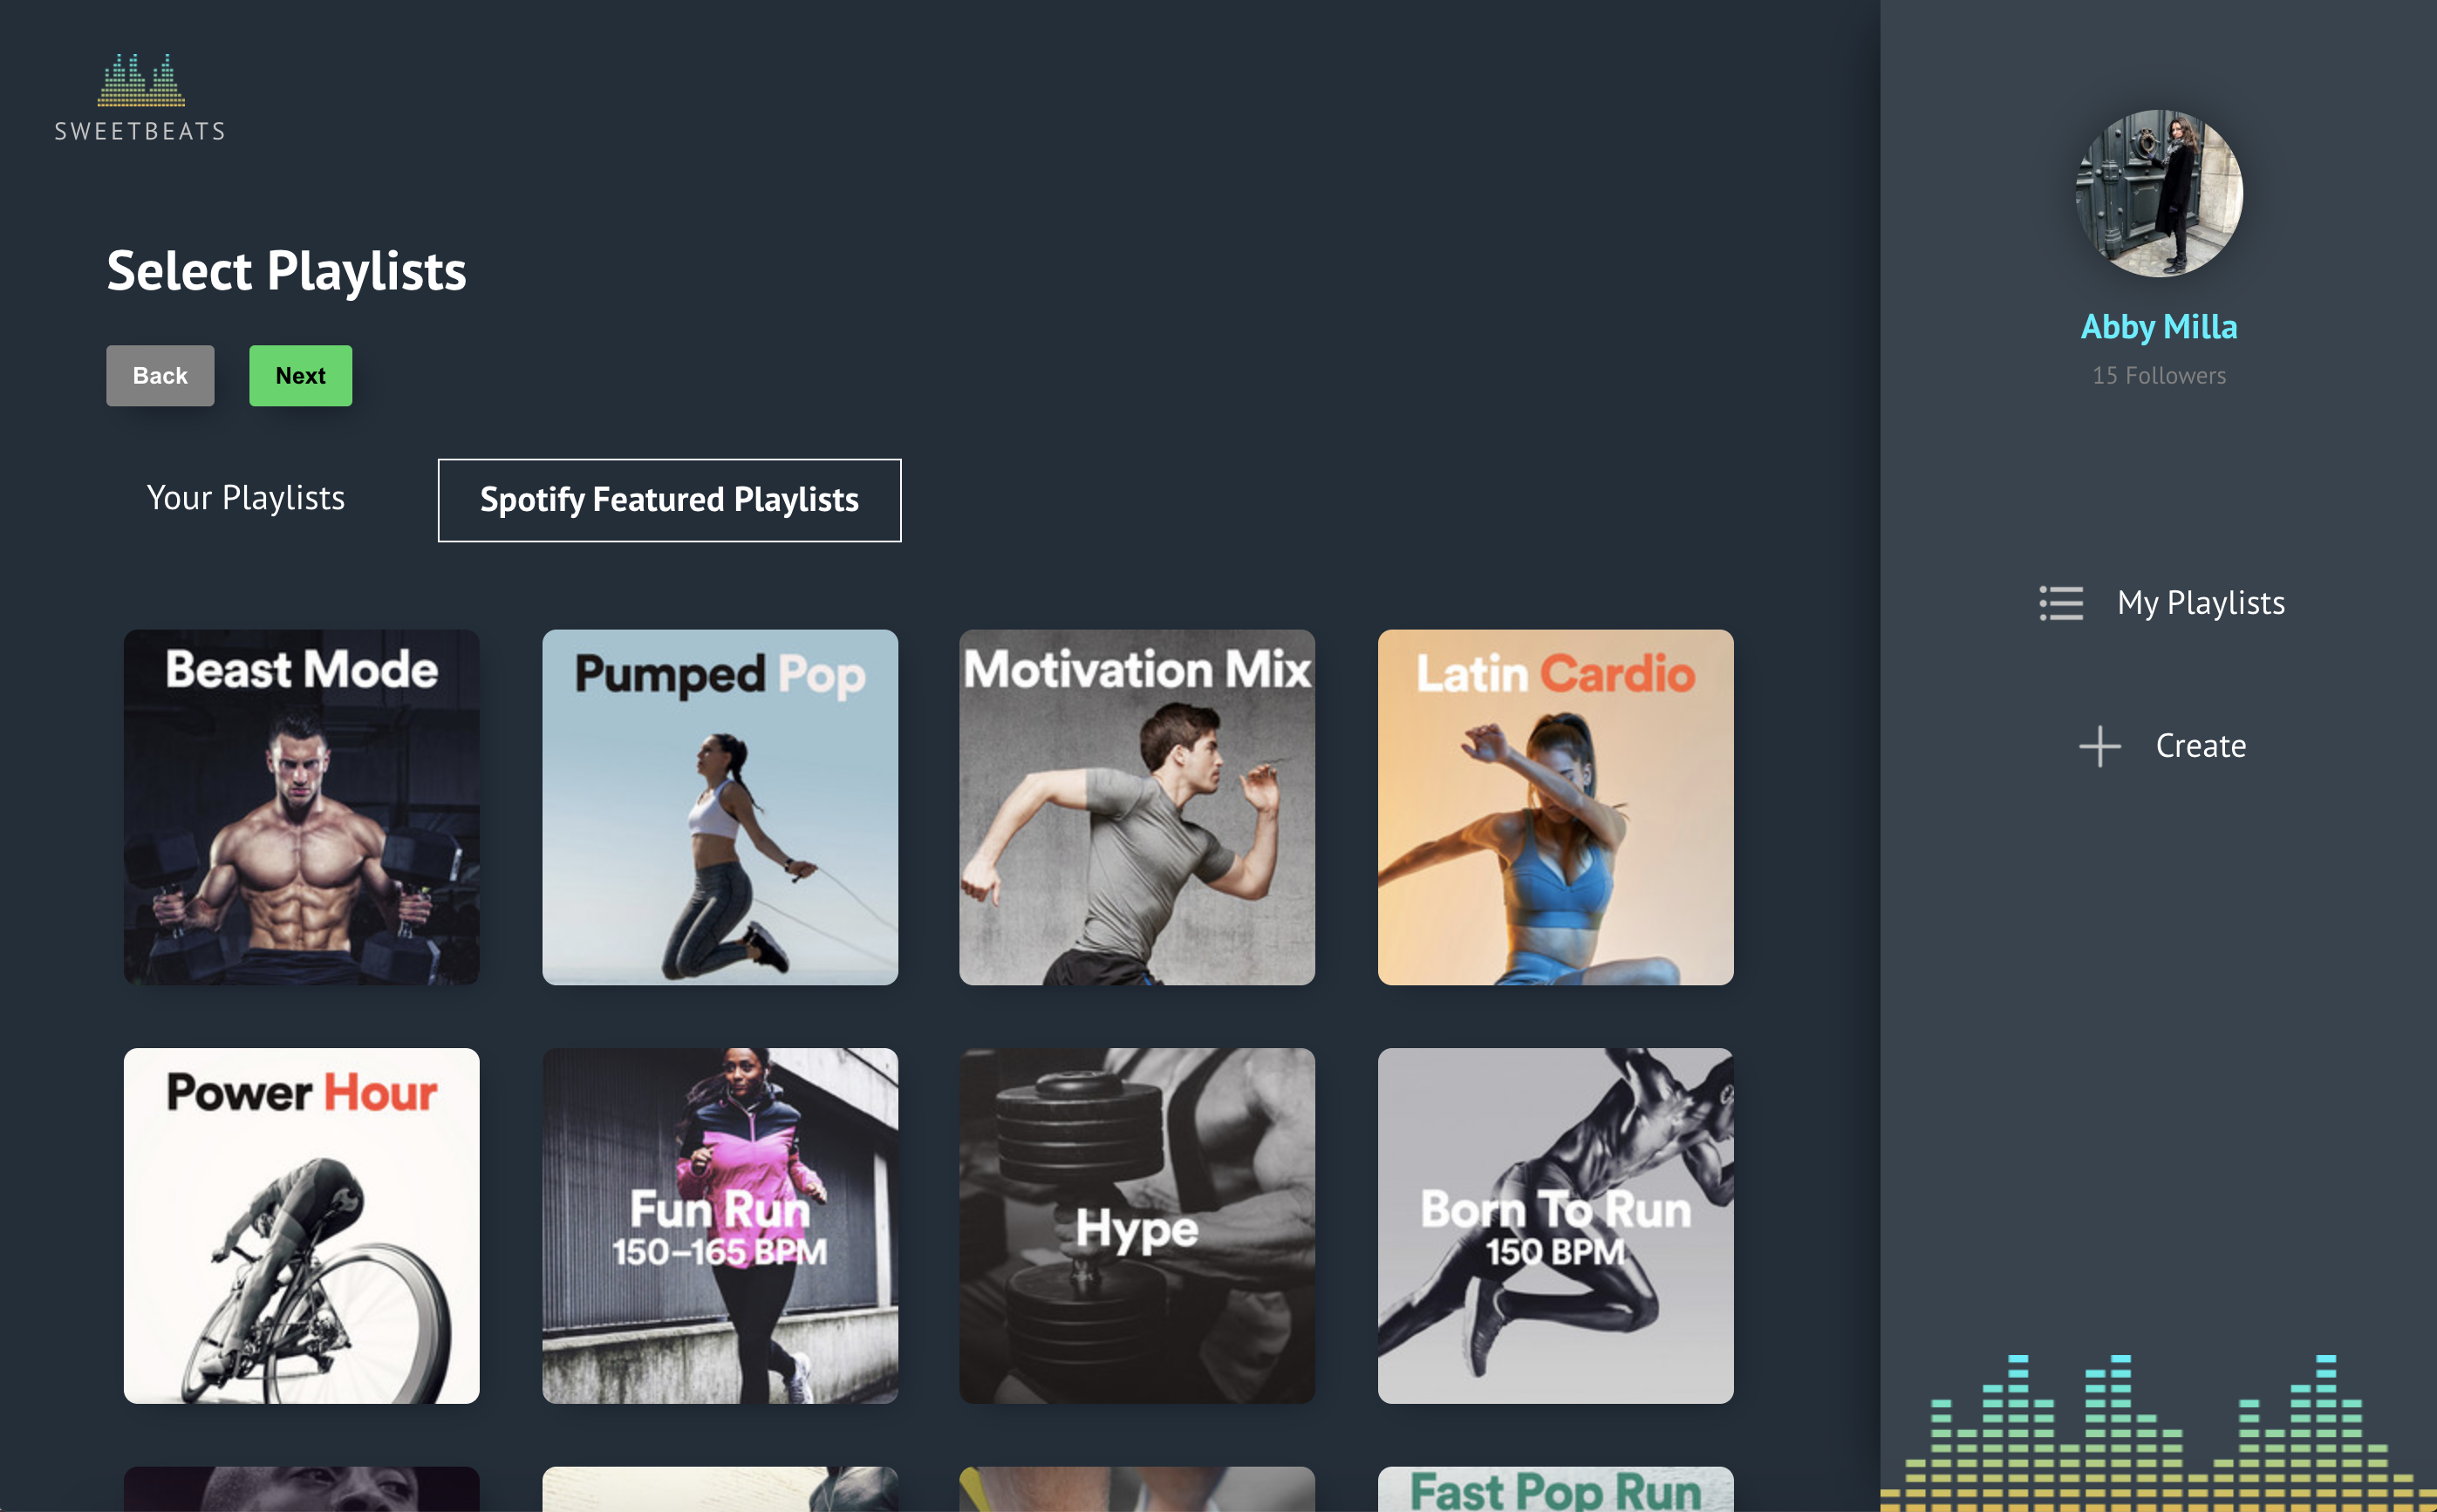 SWEETBEATS
Select Playlists
Back
Next
Your Playlists
Spotify Featured Playlists
Beast Mode
Pumped Pop
Motivation Mix
Latin Cardio
Power Hour
Fun Run
150–165 BPM
Hype
Born To Run
150 BPM
Fast Pop Run
Abby Milla
15 Followers
My Playlists
Create